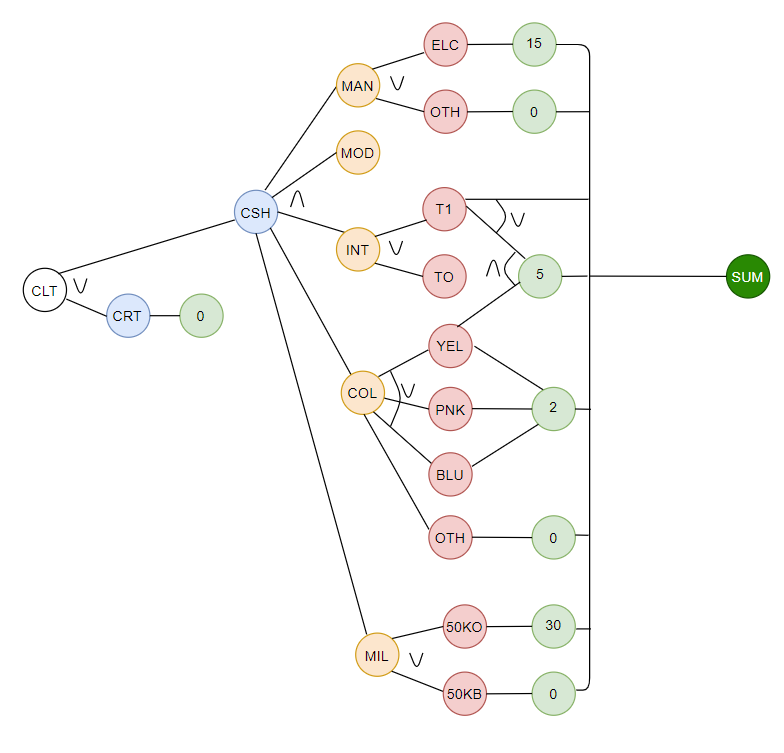 ELC
15
MAN
V
OTH
0
MOD
CSH
Λ
T1
V
INT
V
TO
Λ
5
SUM
CLT
V
CRT
0
YEL
COL
V
PNK
2
BLU
OTH
0
50KO
30
MIL
V
50KB
0